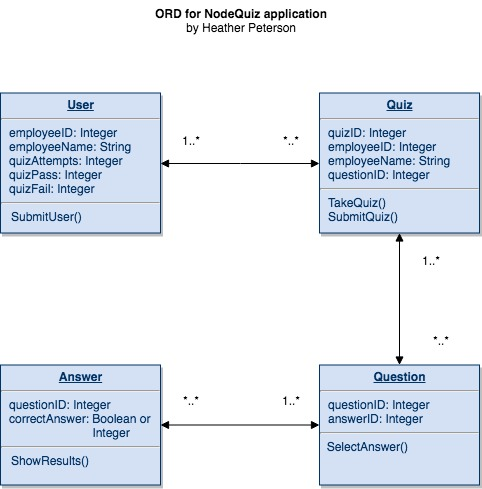 ORD for NodeQuiz application
by Heather Peterson
User
employeeID: Integer
employeeName: String
quizAttempts: Integer
quizPass: Integer
quizFail: Integer
SubmitUser()
1..*
*..*
Quiz
quizID: Integer
employeeID: Integer
employeeName: String
questionID: Integer
TakeQuiz()
SubmitQuiz()
1..*
*..*
Answer
questionID: Integer
correctAnswer: Boolean or
Integer
ShowResults()
*..*
1..*
Question
questionID: Integer
answerID: Integer
SelectAnswer()